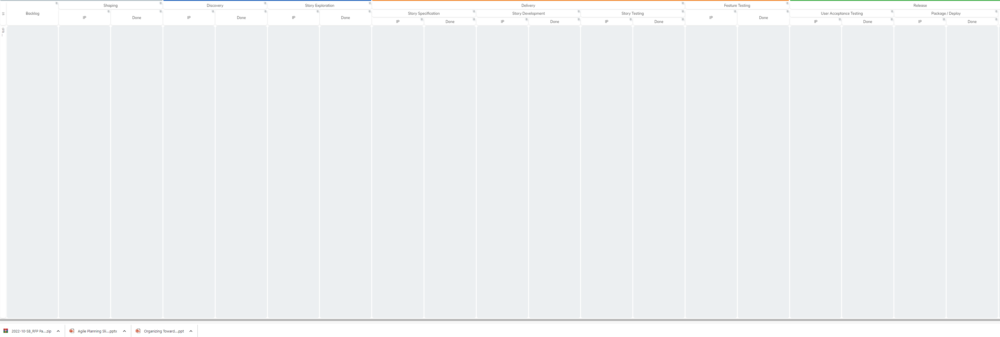 Shaping 0 Discovery 0 Story Exploration 0 Delivery 0 Feature Testing 0 Release
15 Backlog 0
Story Specification 0 Story Development 0 Story Testing 0 User Acceptance Testing 0 Package / Deploy 0
IP 0 Done 0 IP 0 Done 0 IP 0 Done 0 IP 0 Done 0
IP 0 Done 0 IP 0 Done 0 IP 0 Done 0 IP 0 Done 0 IP 0 Done 0
(15) —
2022-10-SB_RFP Pa....zip
Agile Planning Sli....pptx
Organizing Toward....ppt